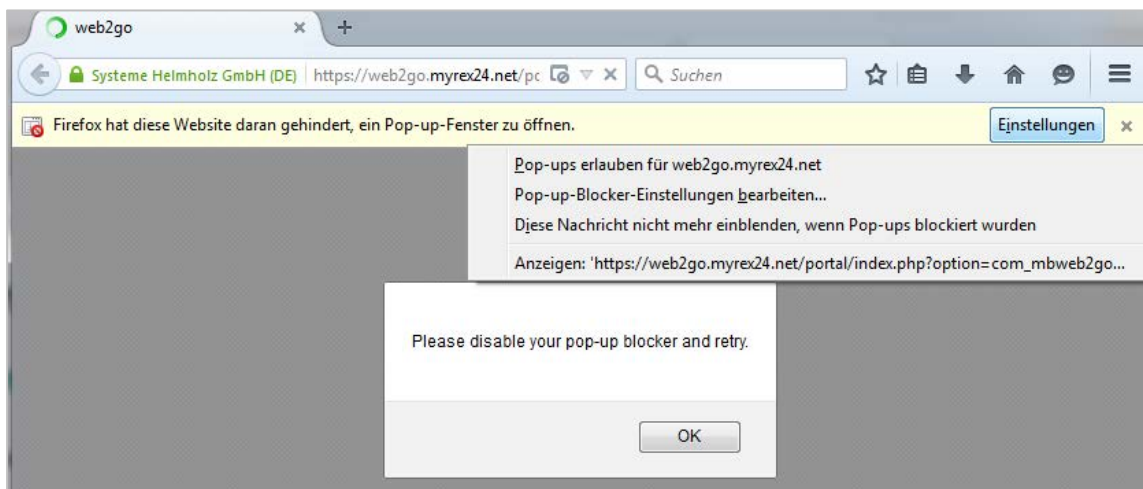 web2go
Systeme Helmholz GmbH (DE) https://web2go.myrex24.net/pc Suchen
Firefox hat diese Website daran gehindert, ein Pop-up-Fenster zu öffnen. Einstellungen
Pop-ups erlauben für web2go.myrex24.net
Pop-up-Blocker-Einstellungen bearbeiten...
Diese Nachricht nicht mehr einblenden, wenn Pop-ups blockiert wurden
Anzeigen: 'https://web2go.myrex24.net/portal/index.php?option=com_mbweb2go...
Please disable your pop-up blocker and retry.
OK